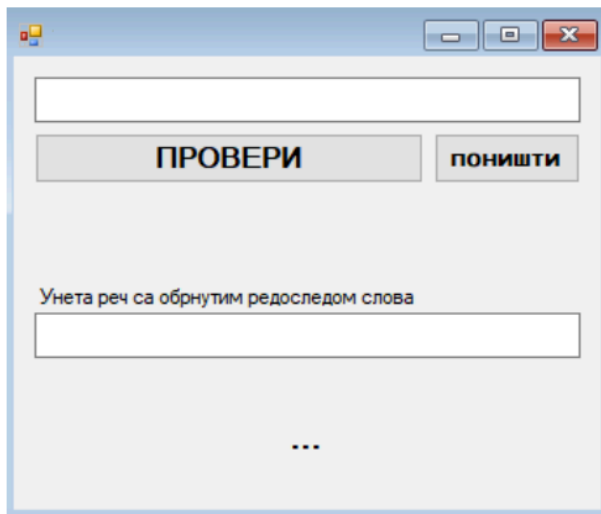 ПРОВЕРИ
поништи
Унета реч са обрнутим редоследом слова
...